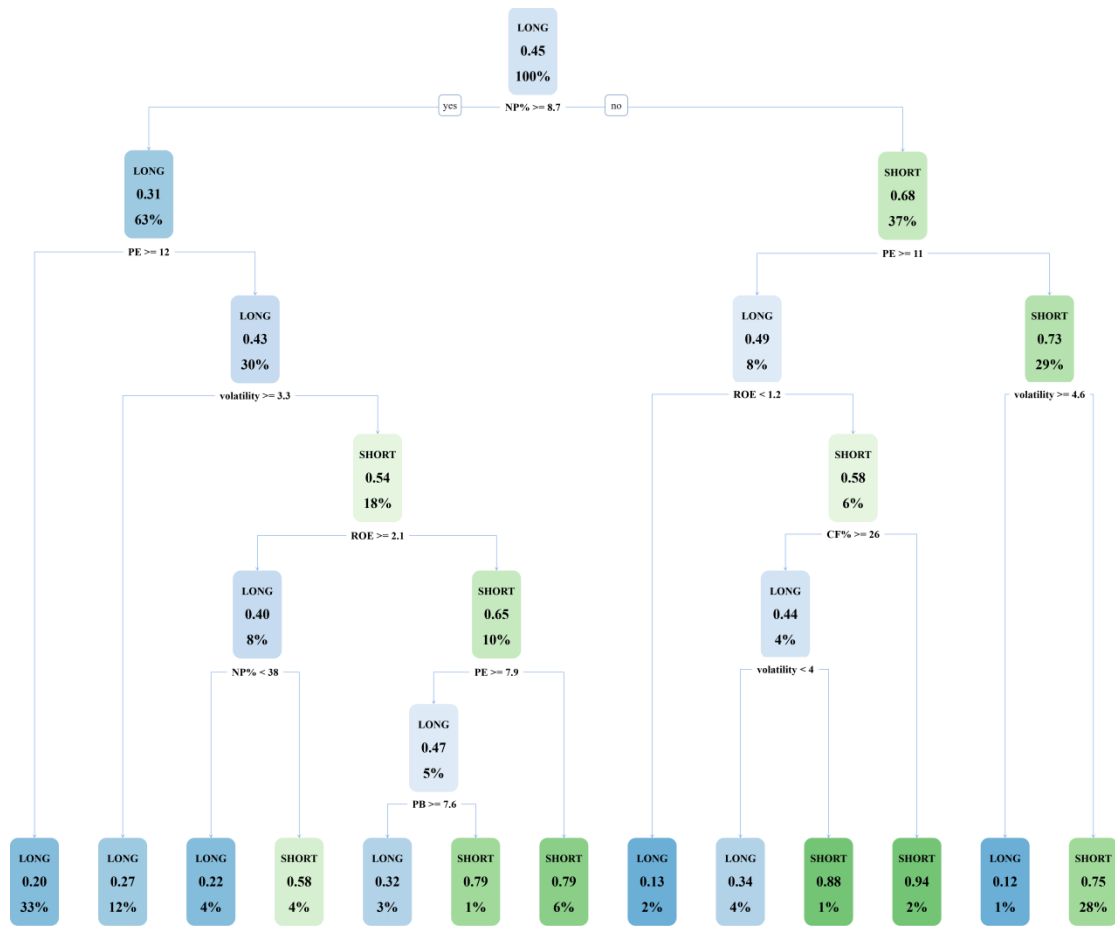 LONG
0.45
100%
yes
NP% >= 8.7
no
LONG
0.31
63%
SHORT
0.68
37%
PE >= 12
PE >= 11
LONG
0.43
30%
LONG
0.49
8%
SHORT
0.73
29%
volatility >= 3.3
ROE < 1.2
volatility >= 4.6
SHORT
0.54
18%
SHORT
0.58
6%
ROE >= 2.1
CF% >= 26
LONG
0.40
8%
SHORT
0.65
10%
LONG
0.44
4%
NP% < 38
PE >= 7.9
volatility < 4
LONG
0.47
5%
PB >= 7.6
LONG
0.20
33%
LONG
0.27
12%
LONG
0.22
4%
SHORT
0.58
4%
LONG
0.32
3%
SHORT
0.79
1%
SHORT
0.79
6%
LONG
0.13
2%
LONG
0.34
4%
SHORT
0.88
1%
SHORT
0.94
2%
LONG
0.12
1%
SHORT
0.75
28%